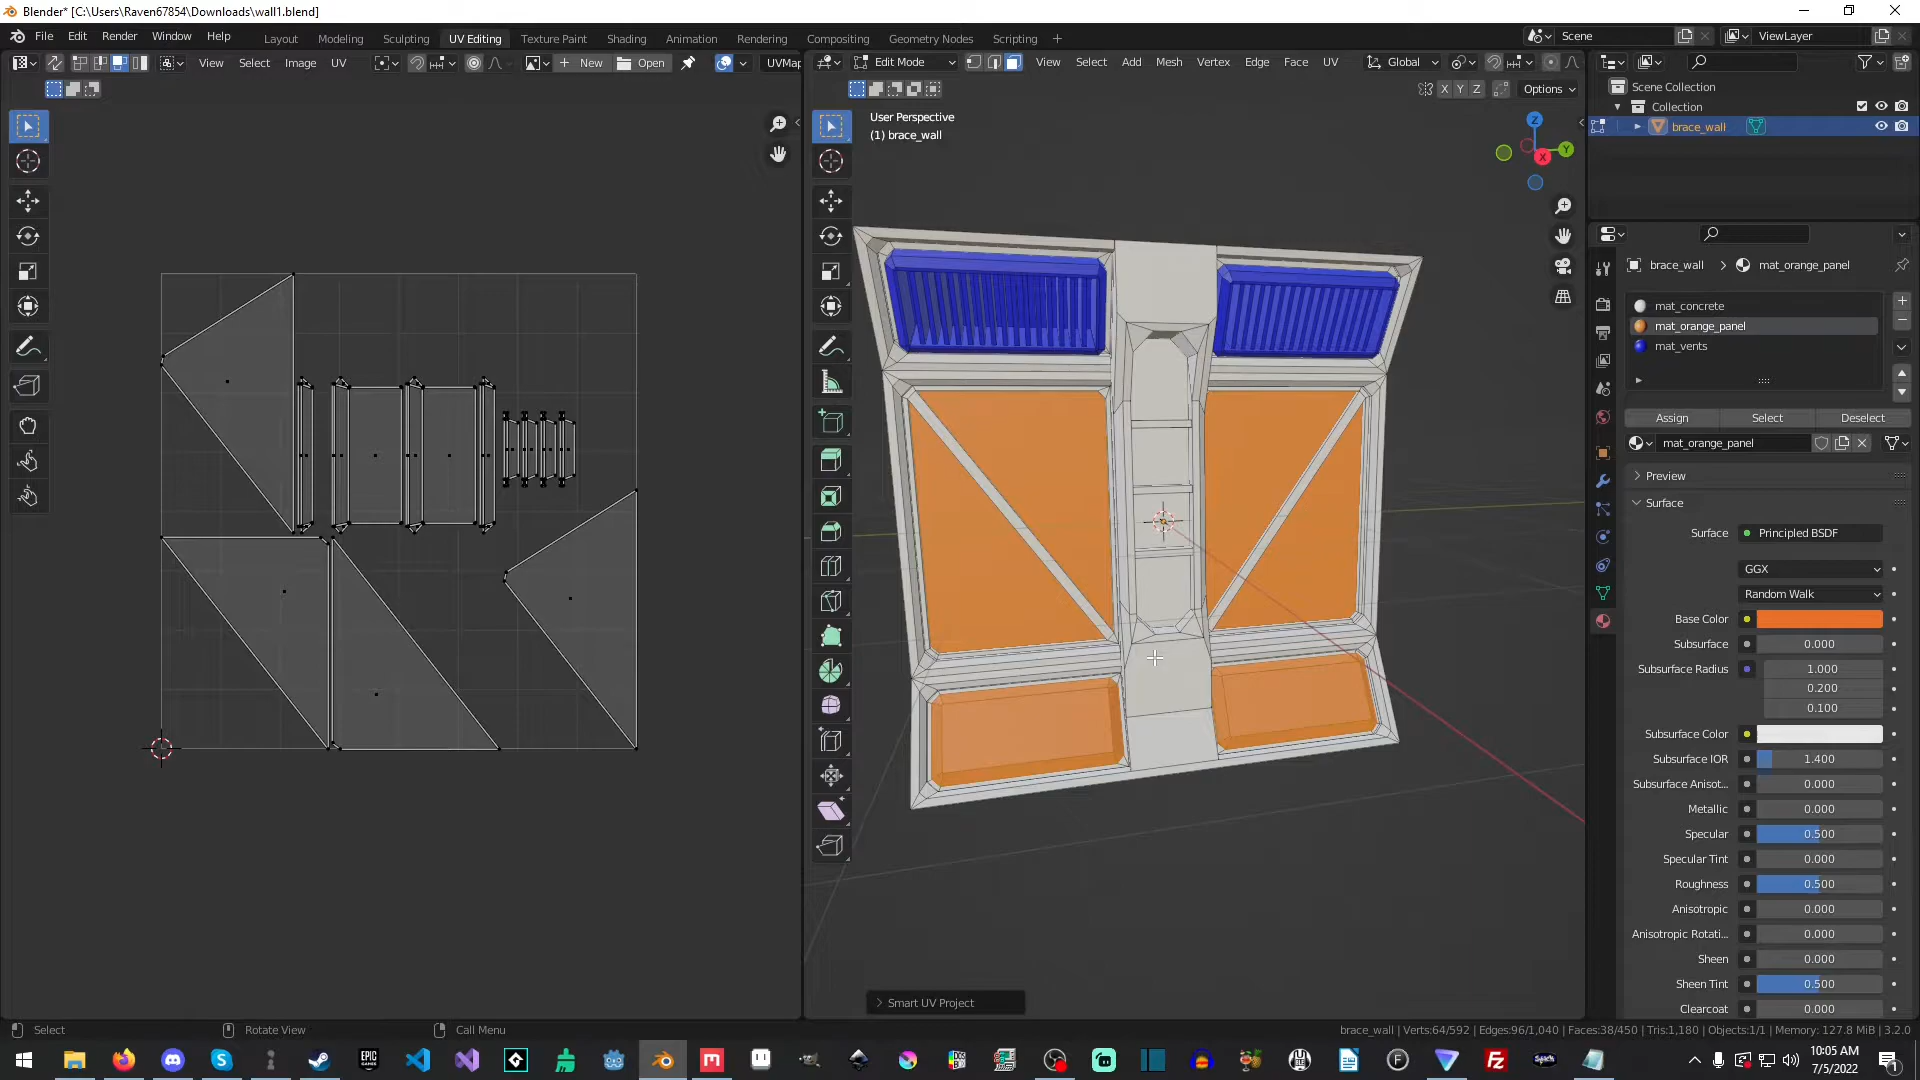 Blender* [C:\Users\Raven67854\Downloads\wall1.blend]
File Edit Render Window Help
Layout Modeling Sculpting UV Editing Texture Paint Shading Animation Rendering Compositing Geometry Nodes Scripting +
Scene
ViewLayer
View Select Image UV
New
Open
UVMap
Edit Mode
View Select Add Mesh Vertex Edge Face UV
Global
X Y Z
Options
User Perspective
(1) brace_wall
Z
Y
X
Scene Collection
Collection
brace_wall
brace_wall > mat_orange_panel
mat_concrete
mat_orange_panel
mat_vents
Assign Select Deselect
mat_orange_panel
Preview
Surface
Surface Principled BSDF
GGX
Random Walk
Base Color
Subsurface 0.000
Subsurface Radius 1.000
0.200
0.100
Subsurface Color
Subsurface IOR 1.400
Subsurface Anisot... 0.000
Metallic 0.000
Specular 0.500
Specular Tint 0.000
Roughness 0.500
Anisotropic 0.000
Anisotropic Rotati... 0.000
Sheen 0.000
Sheen Tint 0.500
Clearcoat 0.000
> Smart UV Project
Select
Rotate View
Call Menu
brace_wall | Verts:64/592 | Edges:96/1,040 | Faces:38/450 | Tris:1,180 | Objects:1/1 | Memory: 127.8 MiB | 3.2.0
EPIC GAMES
10:05 AM
7/5/2022
1